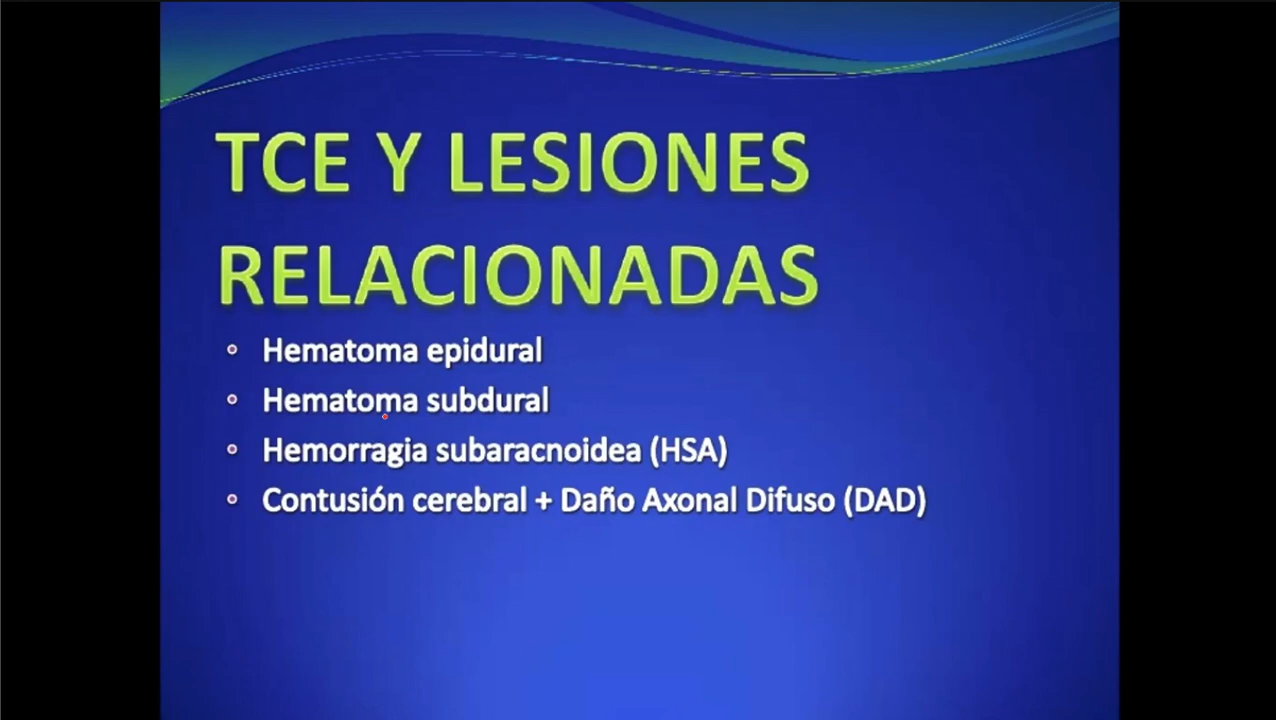 TCE Y LESIONES
RELACIONADAS
Hematoma epidural
Hematoma subdural
Hemorragia subaracnoidea (HSA)
Contusión cerebral + Daño Axonal Difuso (DAD)